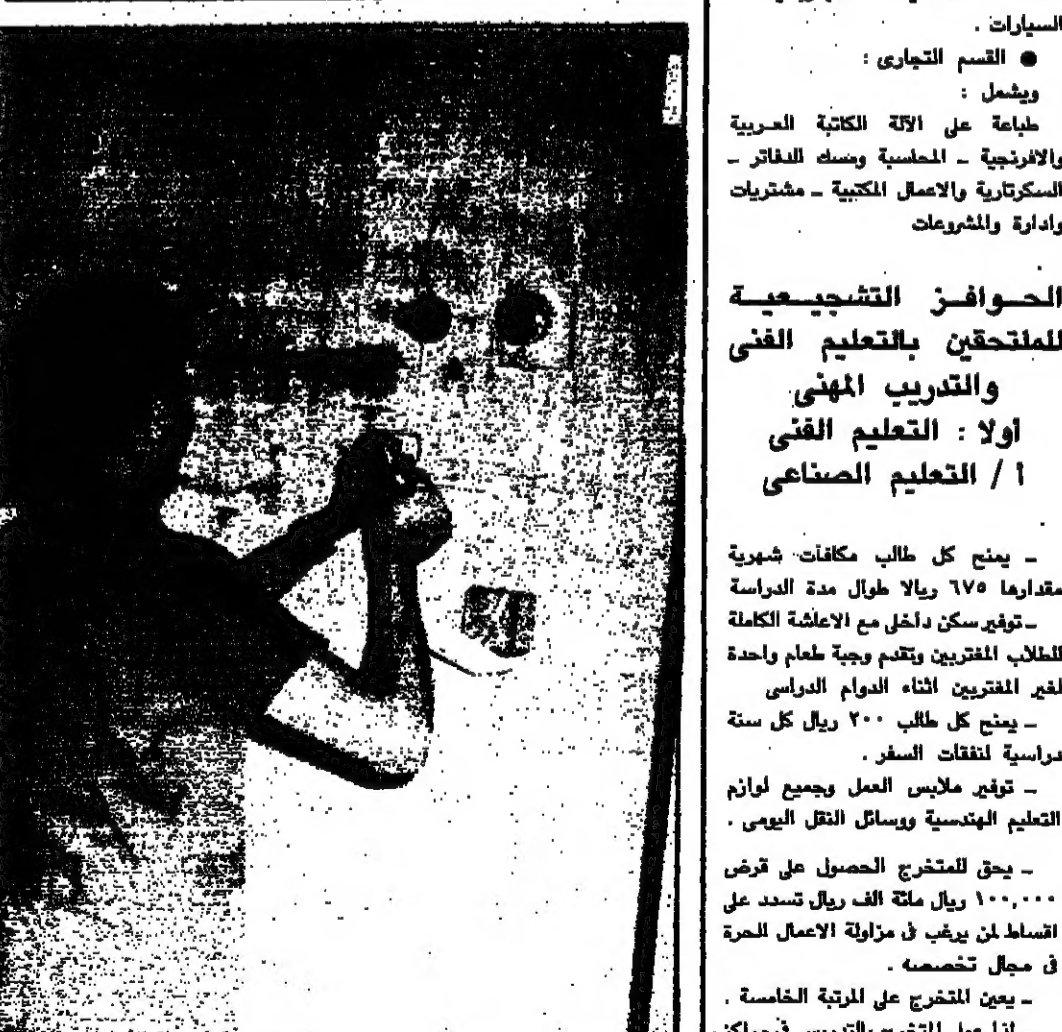 السيارات .
● القسم التجارى :
ويشمل :
طباعة على الآلة الكاتبة العربية
والافرنجية ـ المحاسبة ومسك الدفاتر ـ
السكرتارية والاعمال المكتبية ـ مشتريات
وادارة والمشروعات
الحوافز التشجيعية
للملتحقين بالتعليم الفنى
والتدريب المهنى
أولا : التعليم الفنى
أ / التعليم الصناعى
ـ يمنح كل طالب مكافآت شهرية
مقدارها ٦٧٥ ريالا طوال مدة الدراسة
ـ توفير سكن داخلى مع الاعاشة الكاملة
للطلاب المغتربين وتقدم وجبة طعام واحدة
لغير المغتربين اثناء الدوام الدراسى
ـ يمنح كل طالب ٢٠٠ ريال كل سنة
دراسية لنفقات السفر .
ـ توفير ملابس العمل وجميع لوازم
التعليم الهندسية ووسائل النقل اليومى .
ـ يحق للمتخرج الحصول على قرض
١٠٠,٠٠٠ ريال مائة الف ريال تسدد على
اقساط لمن يرغب فى مزاولة الاعمال الحرة
فى مجال تخصصه .
ـ يعين المتخرج على المرتبة الخامسة .